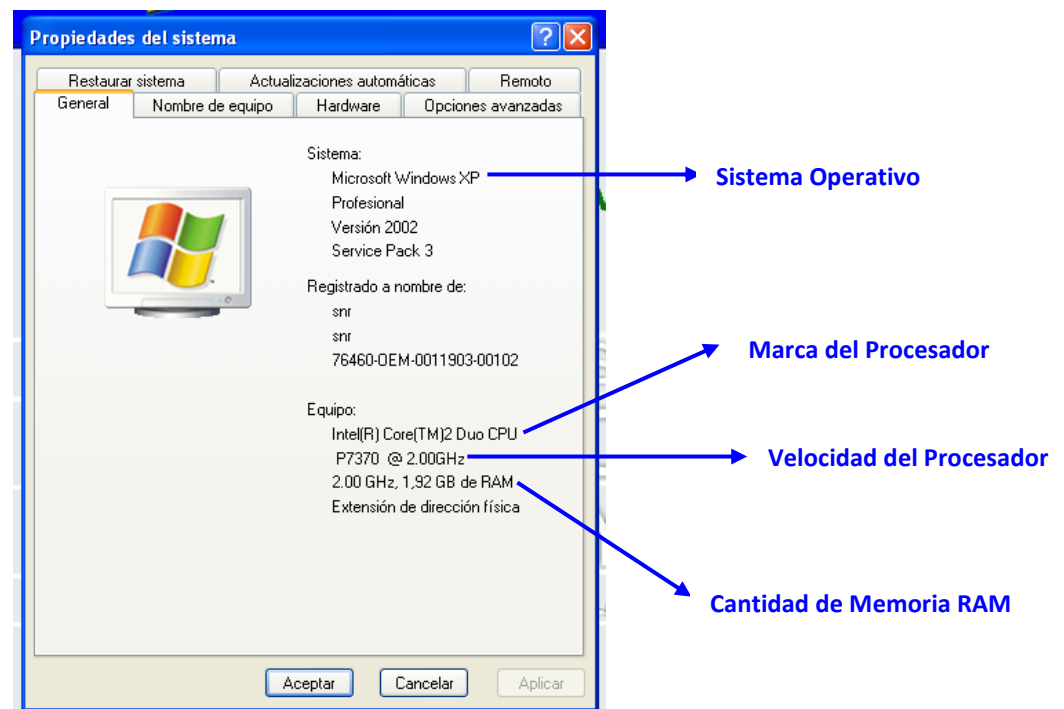 Propiedades del sistema
Restaurar sistema
Actualizaciones automáticas
Remoto
General
Nombre de equipo
Hardware
Opciones avanzadas
Sistema:
Microsoft Windows XP
Profesional
Versión 2002
Service Pack 3
Registrado a nombre de:
snr
snr
76460-OEM-0011903-00102
Equipo:
Intel(R) Core(TM)2 Duo CPU
P7370 @ 2.00GHz
2.00 GHz, 1,92 GB de RAM
Extensión de dirección física
Aceptar
Cancelar
Aplicar
Sistema Operativo
Marca del Procesador
Velocidad del Procesador
Cantidad de Memoria RAM